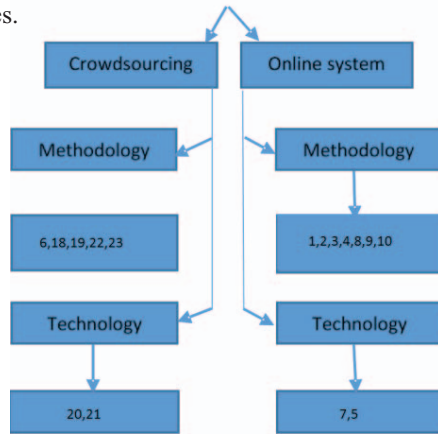 es.
Crowdsourcing
Online system
Methodology
Methodology
6,18,19,22,23
1,2,3,4,8,9,10
Technology
Technology
20,21
7,5